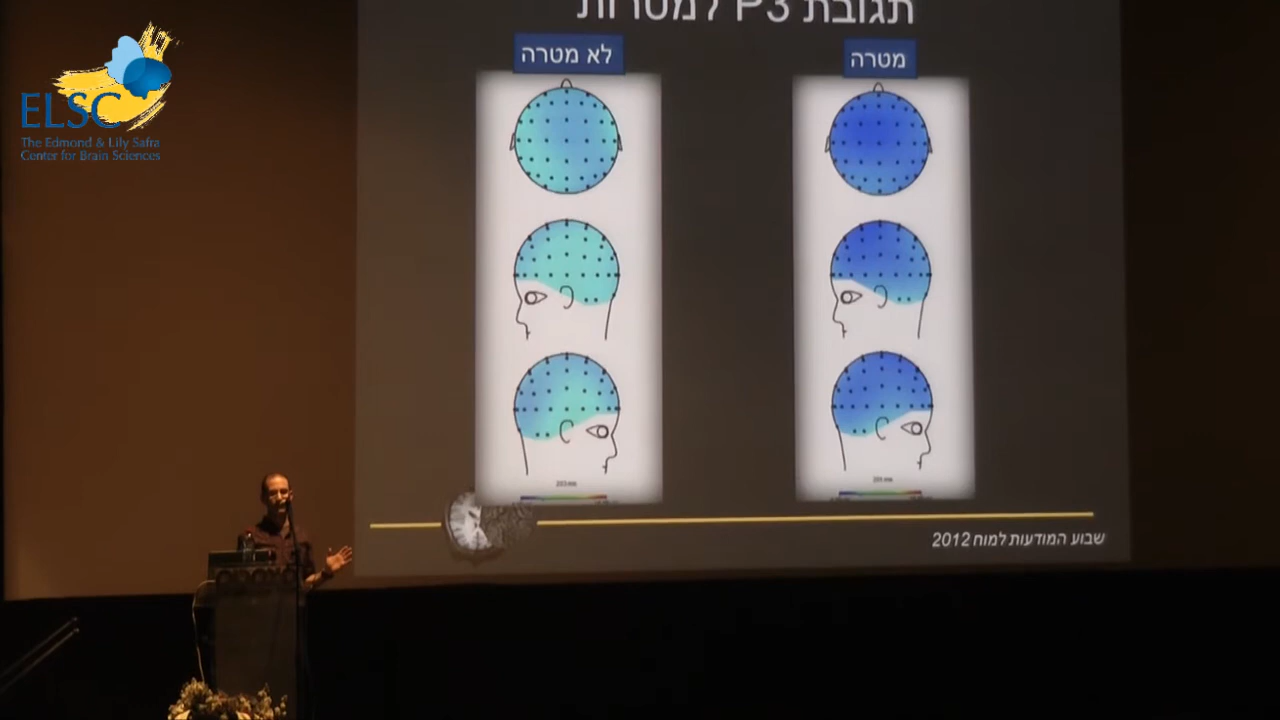 ELSC
The Edmond & Lily Safra
Center for Brain Sciences
תגובת P3 למטרות
לא מטרה
מטרה
שבוע המודעות למוח 2012